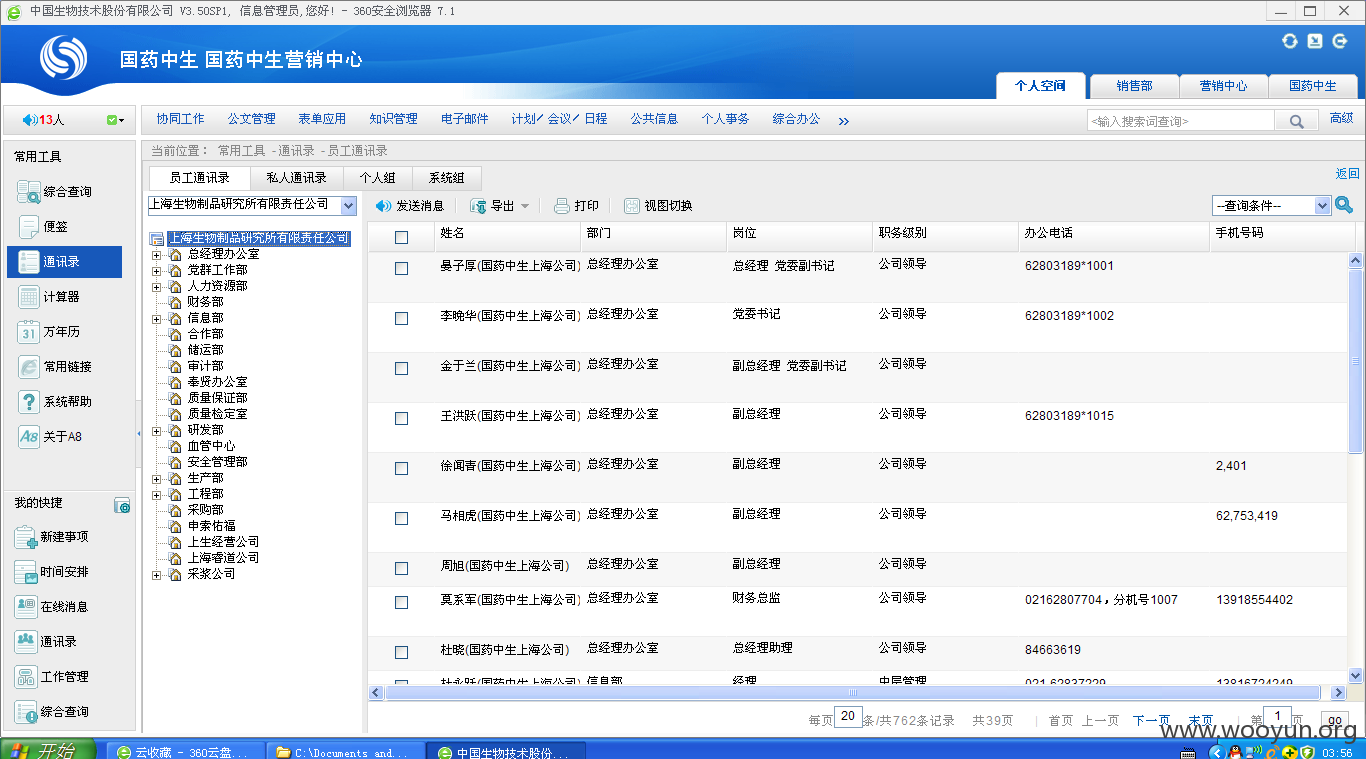 中国生物技术股份有限公司 V3.50SP1, 信息管理员,您好! - 360安全浏览器 7.1
国药中生 国药中生营销中心
个人空间 销售部 营销中心 国药中生
13人
协同工作 公文管理 表单应用 知识管理 电子邮件 计划/会议/日程 公共信息 个人事务 综合办公 »
<输入搜索词查询>
高级
常用工具
综合查询
便签
通讯录
计算器
31 万年历
常用链接
系统帮助
A8 关于A8
我的快捷
新建事项
时间安排
在线消息
通讯录
工作管理
综合查询
当前位置： 常用工具 - 通讯录 - 员工通讯录
员工通讯录 私人通讯录 个人组 系统组
返回
上海生物制品研究所有限责任公司
上海生物制品研究所有限责任公司
总经理办公室
党群工作部
人力资源部
财务部
信息部
合作部
储运部
审计部
奉贤办公室
质量保证部
质量检定室
研发部
血管中心
安全管理部
生产部
工程部
采购部
申索佑福
上生经营公司
上海睿道公司
采浆公司
发送消息 导出 打印 视图切换
--查询条件--
姓名 部门 岗位 职务级别 办公电话 手机号码
晏子厚(国药中生上海公司) 总经理办公室 总经理 党委副书记 公司领导 62803189*1001
李晚华(国药中生上海公司) 总经理办公室 党委书记 公司领导 62803189*1002
金于兰(国药中生上海公司) 总经理办公室 副总经理 党委副书记 公司领导
王洪跃(国药中生上海公司) 总经理办公室 副总经理 公司领导 62803189*1015
徐闻青(国药中生上海公司) 总经理办公室 副总经理 公司领导 2,401
马相虎(国药中生上海公司) 总经理办公室 副总经理 公司领导 62,753,419
周旭(国药中生上海公司) 总经理办公室 副总经理 公司领导
莫系军(国药中生上海公司) 总经理办公室 财务总监 公司领导 02162807704，分机号1007 13918554402
杜晓(国药中生上海公司) 总经理办公室 总经理助理 公司领导 84663619
杜永跃(国药中生上海公司) 信息部 经理 中层管理 021-62837229 13816724249
每页 20 条/共762条记录 共39页 | 首页 上一页 下一页 末页 | 第 1 页 go
www.wooyun.org
开始 云收藏 - 360云盘... C:\Documents and... 中国生物技术股份... 03:56